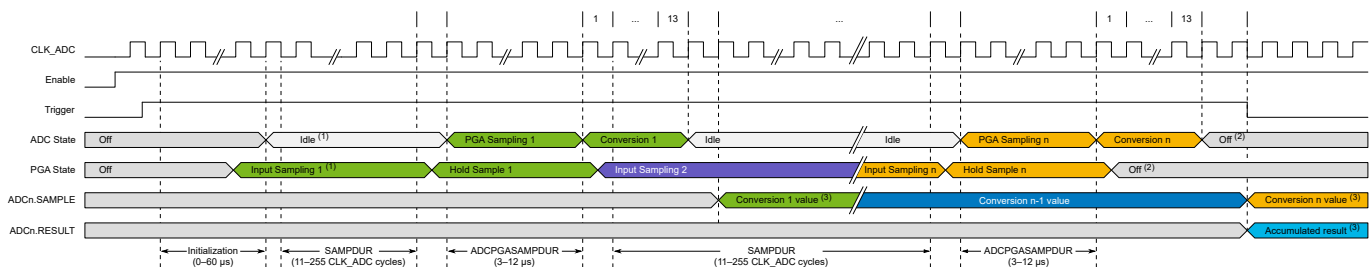 1 ... 13 ... 1 ... 13
CLK_ADC
Enable
Trigger
ADC State Off Idle (1) PGA Sampling 1 Conversion 1 Idle Idle PGA Sampling n Conversion n Off (2)
PGA State Off Input Sampling 1 (1) Hold Sample 1 Input Sampling 2 Input Sampling n Hold Sample n Off (2)
ADCn.SAMPLE Conversion 1 value (3) Conversion n-1 value Conversion n value (3)
ADCn.RESULT Accumulated result (3)
Initialization SAMPDUR ADCPGASAMPDUR SAMPDUR ADCPGASAMPDUR
(0–60 µs) (11–255 CLK_ADC cycles) (3–12 µs) (11–255 CLK_ADC cycles) (3–12 µs)